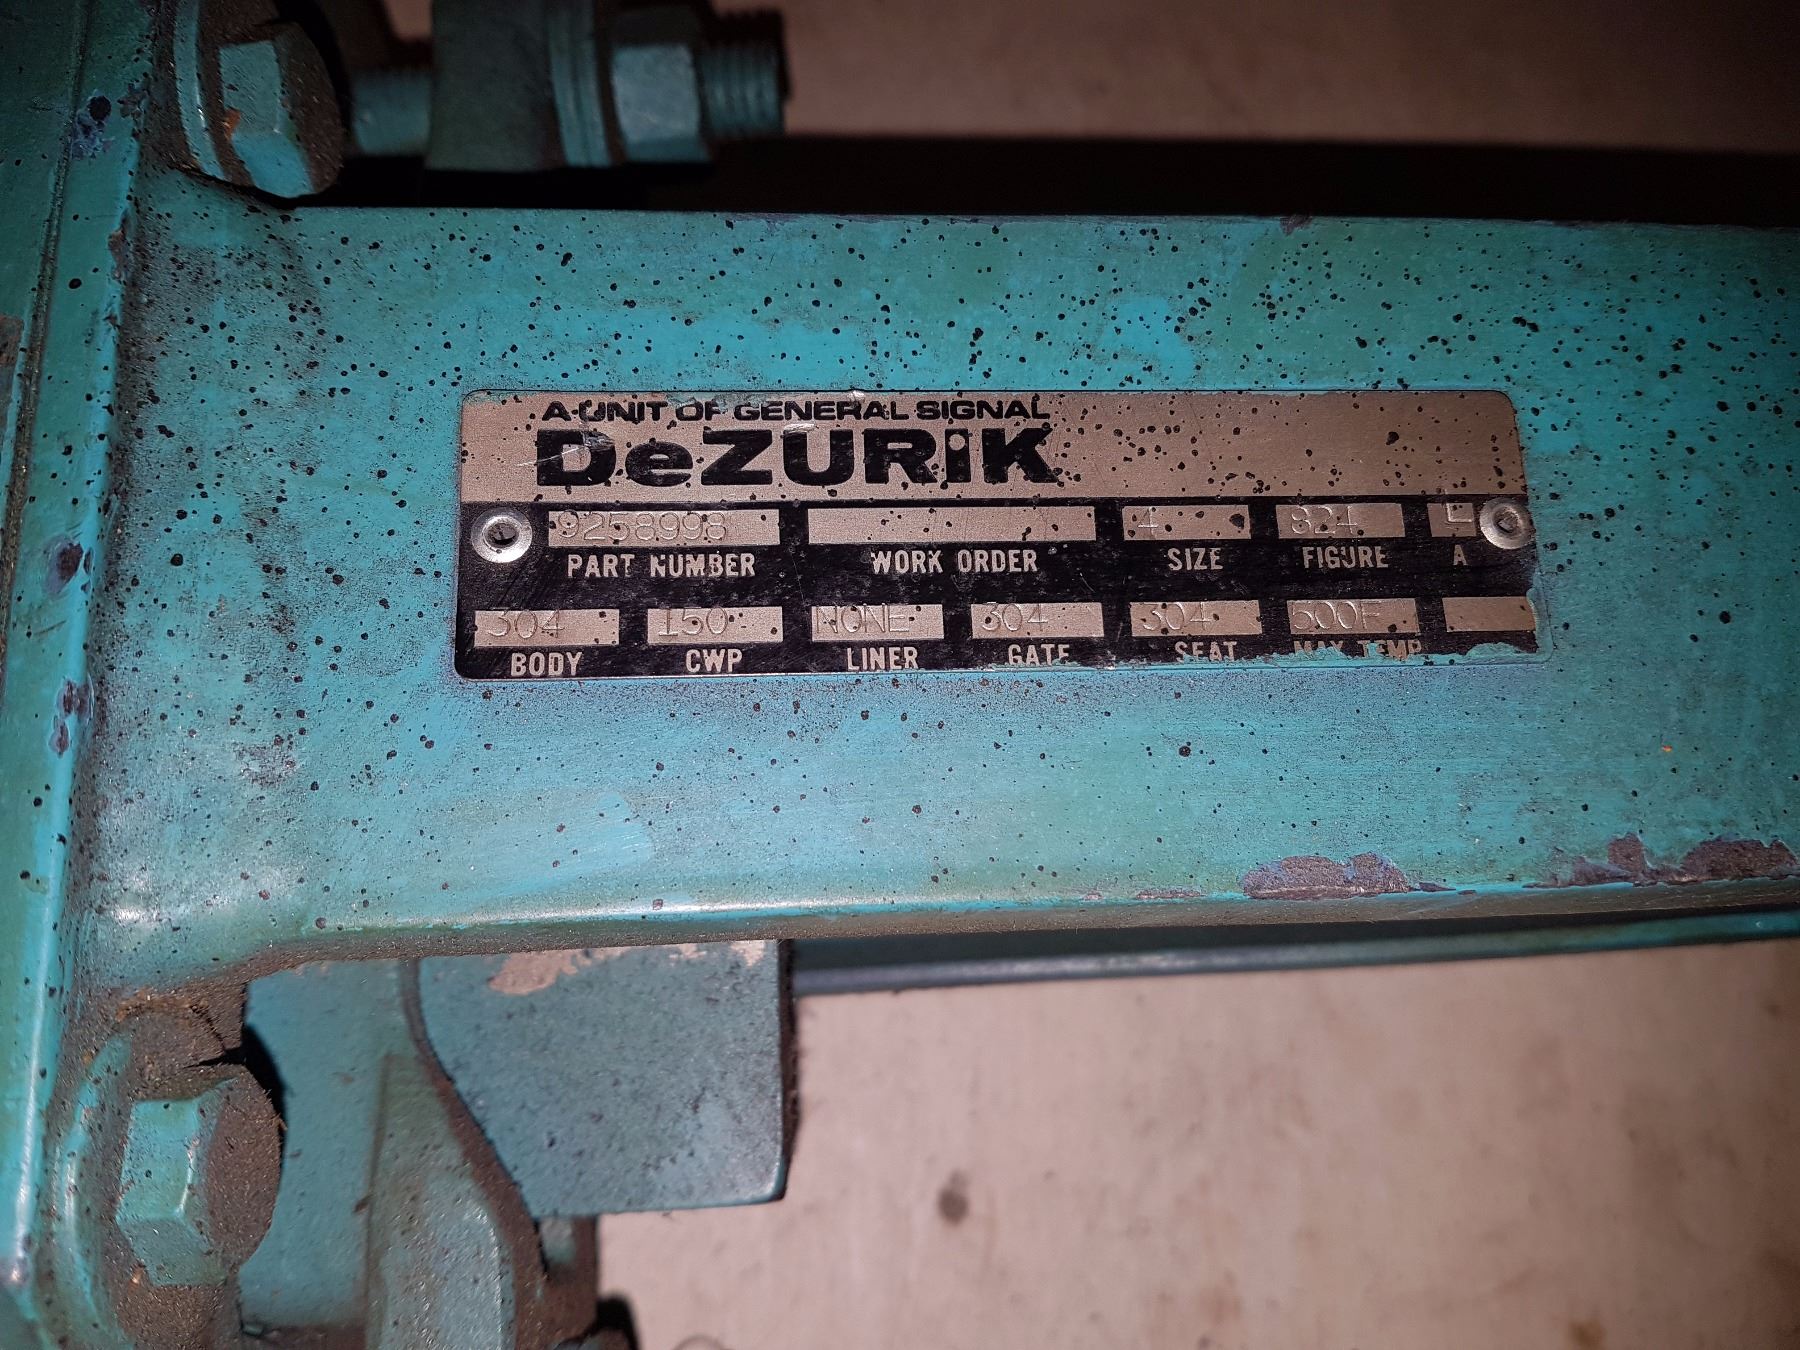 A UNIT OF GENERAL SIGNAL
DeZURiK
9258998 4 824 L
PART NUMBER WORK ORDER SIZE FIGURE A
304 150 NONE 304 304 500F
BODY CWP LINER GATE SEAT MAX TEMP